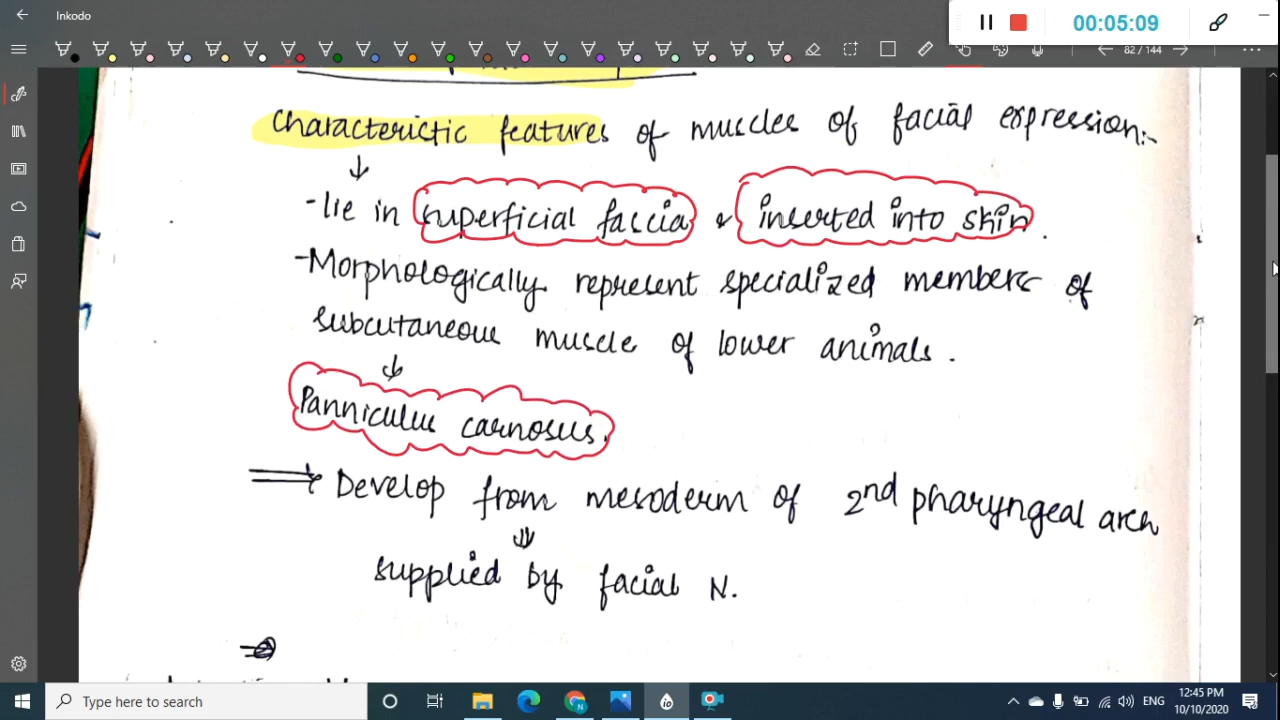 Inkodo
00:05:09
82 / 144
Characterictic features of muscles of facial expression:-
-lie in superficial fascia & inserted into skin.
-Morphologically represent specialized members of
subcutaneous muscle of lower animals.
Panniculus carnosus.
Develop from mesoderm of 2nd pharyngeal arch
supplied by facial N.
Type here to search
ENG
12:45 PM
10/10/2020